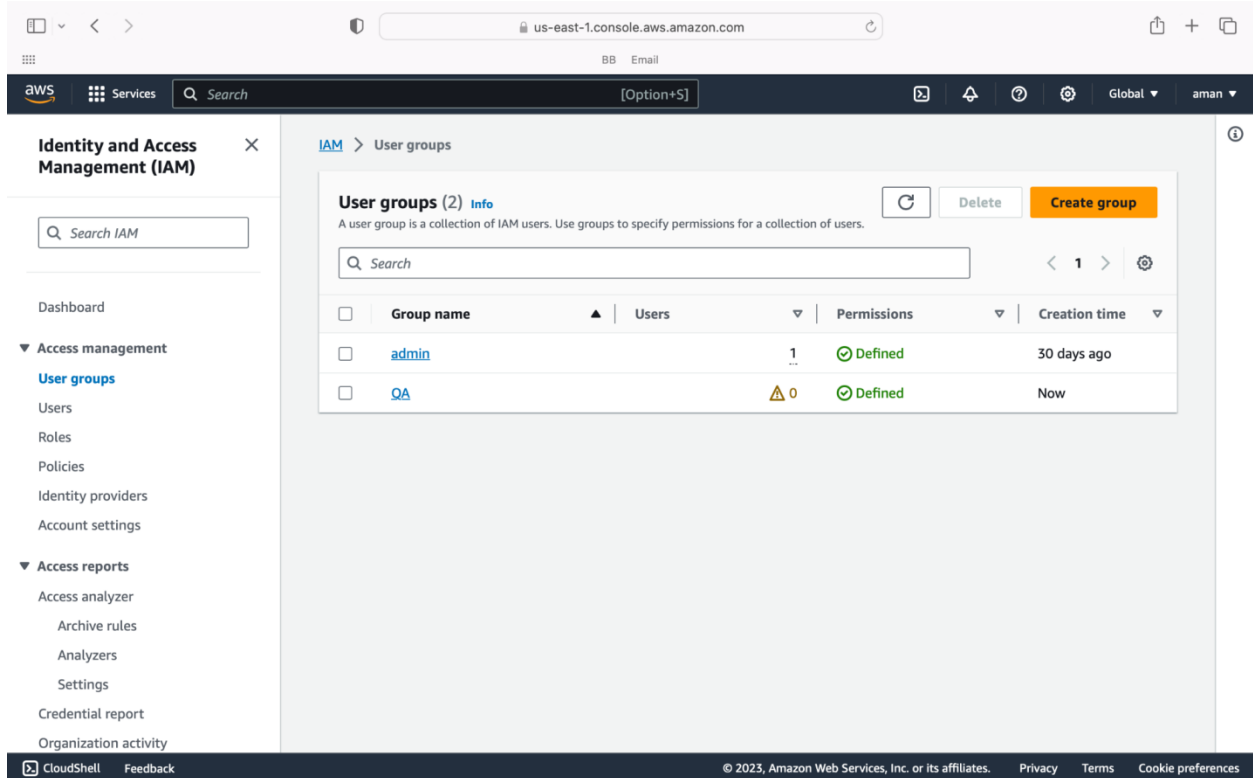 us-east-1.console.aws.amazon.com
BB Email
aws Services Search [Option+S] Global aman
Identity and Access
Management (IAM)
Search IAM
Dashboard
Access management
User groups
Users
Roles
Policies
Identity providers
Account settings
Access reports
Access analyzer
Archive rules
Analyzers
Settings
Credential report
Organization activity
IAM > User groups
User groups (2) Info
A user group is a collection of IAM users. Use groups to specify permissions for a collection of users.
Delete
Create group
Search
1
Group name Users Permissions Creation time
admin 1 Defined 30 days ago
QA 0 Defined Now
CloudShell Feedback © 2023, Amazon Web Services, Inc. or its affiliates. Privacy Terms Cookie preferences